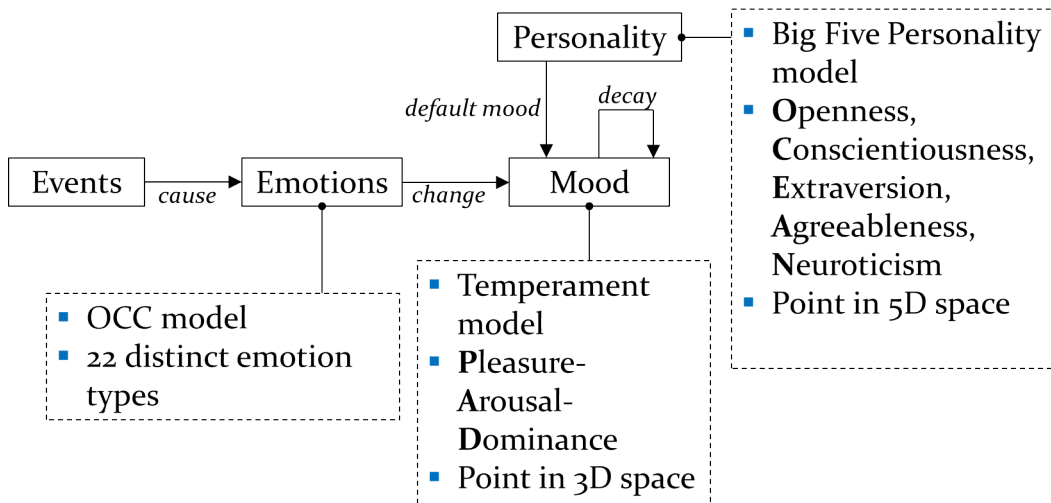 Personality
default mood
decay
Events
cause
Emotions
change
Mood
▪ OCC model
▪ 22 distinct emotion
types
▪ Temperament
model
▪ Pleasure-
Arousal-
Dominance
▪ Point in 3D space
▪ Big Five Personality
model
▪ Openness,
Conscientiousness,
Extraversion,
Agreeableness,
Neuroticism
▪ Point in 5D space